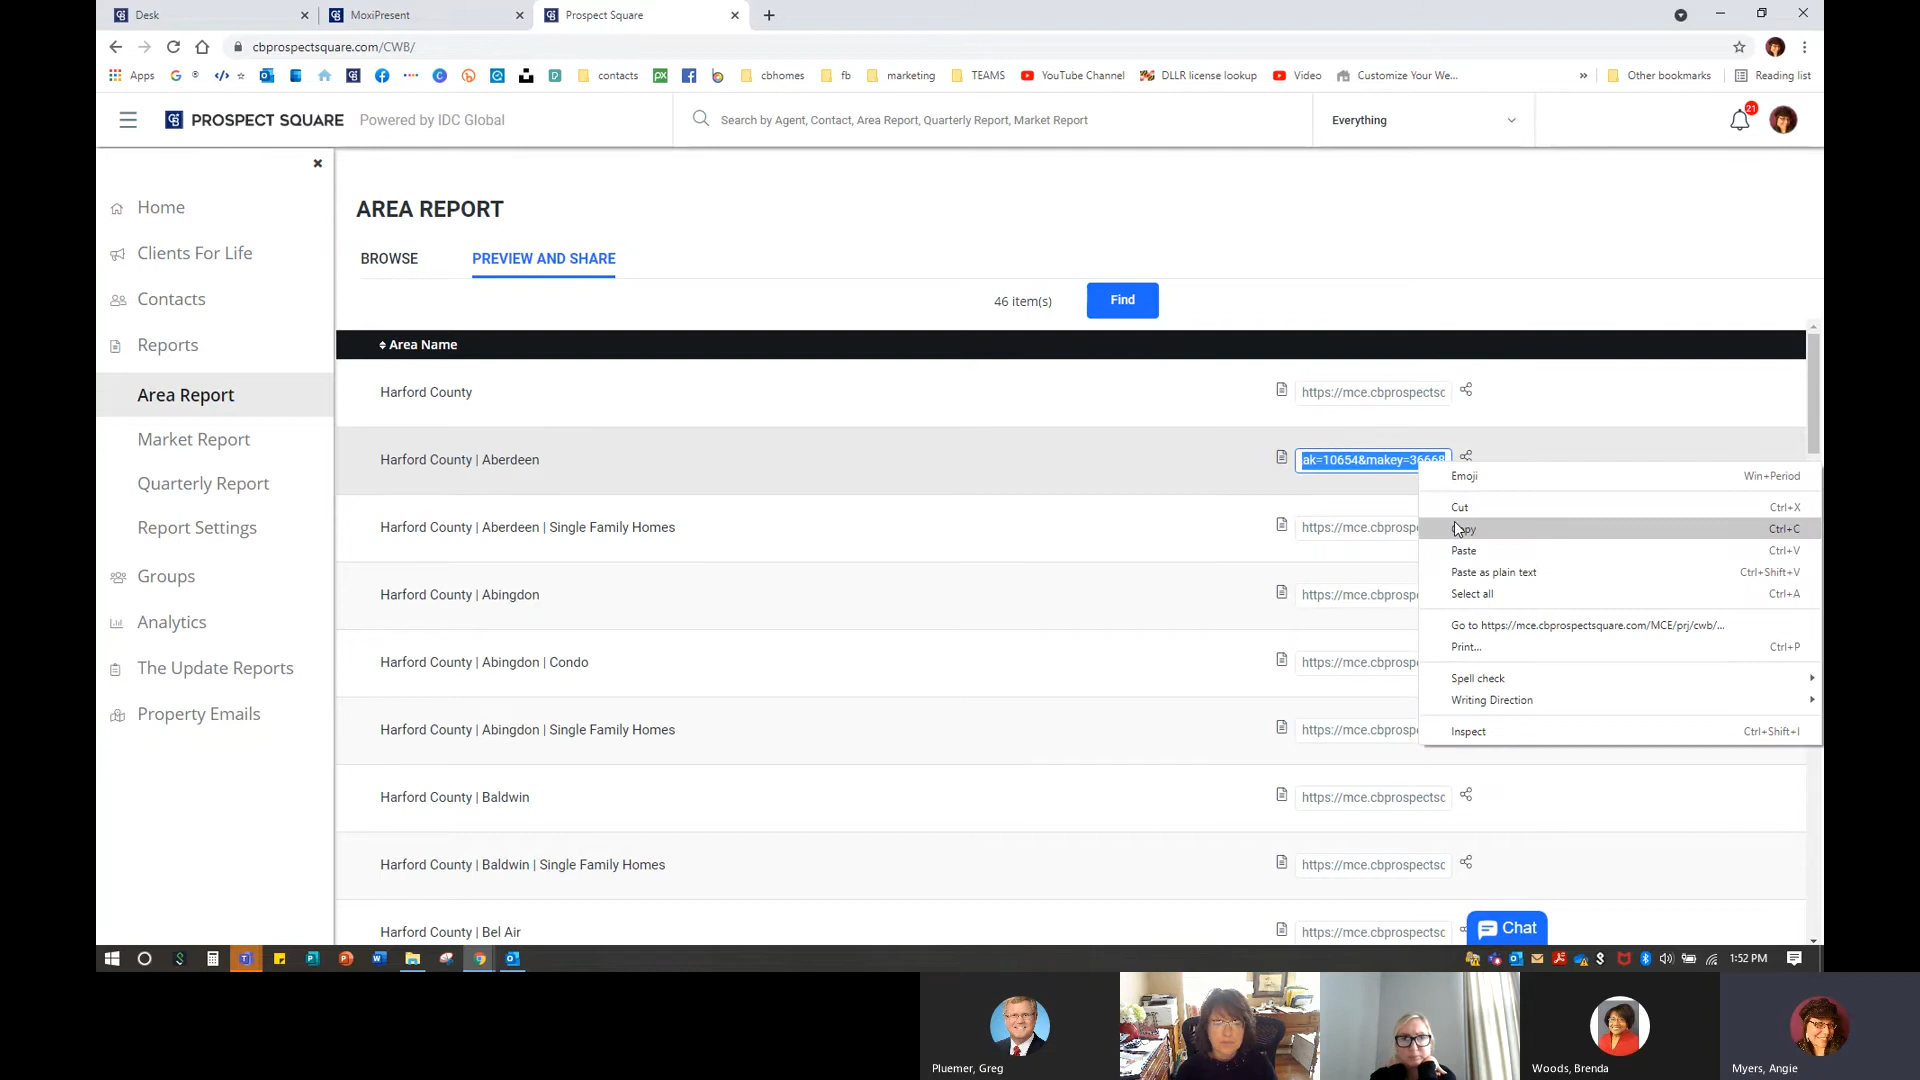 Desk
MoxiPresent
Prospect Square
cbprospectsquare.com/CWB/
Apps
contacts
cbhomes
fb
marketing
TEAMS
YouTube Channel
DLLR license lookup
Video
Customize Your We...
Other bookmarks
Reading list
PROSPECT SQUARE
Powered by IDC Global
Search by Agent, Contact, Area Report, Quarterly Report, Market Report
Everything
21
Home
Clients For Life
Contacts
Reports
Area Report
Market Report
Quarterly Report
Report Settings
Groups
Analytics
The Update Reports
Property Emails
AREA REPORT
BROWSE
PREVIEW AND SHARE
46 item(s)
Find
Area Name
Harford County
https://mce.cbprospectsc
Harford County | Aberdeen
ak=10654&makey=36668
Harford County | Aberdeen | Single Family Homes
https://mce.cbprospe
Harford County | Abingdon
https://mce.cbprospe
Harford County | Abingdon | Condo
https://mce.cbprospe
Harford County | Abingdon | Single Family Homes
https://mce.cbprospe
Harford County | Baldwin
https://mce.cbprospectsc
Harford County | Baldwin | Single Family Homes
https://mce.cbprospectsc
Harford County | Bel Air
https://mce.cbprospectsc
Emoji
Win+Period
Cut
Ctrl+X
Copy
Ctrl+C
Paste
Ctrl+V
Paste as plain text
Ctrl+Shift+V
Select all
Ctrl+A
Go to https://mce.cbprospectsquare.com/MCE/prj/cwb/...
Print...
Ctrl+P
Spell check
Writing Direction
Inspect
Ctrl+Shift+I
Chat
1:52 PM
Pluemer, Greg
Woods, Brenda
Myers, Angie